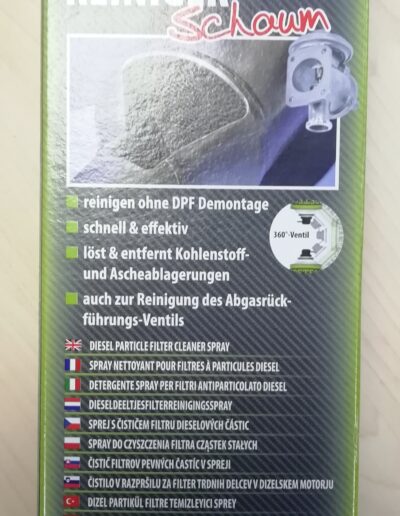 REINIGER
Schaum
reinigen ohne DPF Demontage
schnell & effektiv
360°-Ventil
löst & entfernt Kohlenstoff-
und Ascheablagerungen
auch zur Reinigung des Abgasrück-
führungs-Ventils
DIESEL PARTICLE FILTER CLEANER SPRAY
SPRAY NETTOYANT POUR FILTRES À PARTICULES DIESEL
DETERGENTE SPRAY PER FILTRI ANTIPARTICOLATO DIESEL
DIESELDEELTJESFILTERREINIGINGSSPRAY
SPREJ S ČISTIČEM FILTRU DIESELOVÝCH ČÁSTIC
SPRAY DO CZYSZCZENIA FILTRA CZĄSTEK STAŁYCH
ČISTIČ FILTROV PEVNÝCH ČASTÍC V SPREJI
ČISTILO V RAZPRŠILU ZA FILTER TRDNIH DELCEV V DIZELSKEM MOTORJU
DIZEL PARTIKÜL FILTRE TEMIZLEYICI SPREY